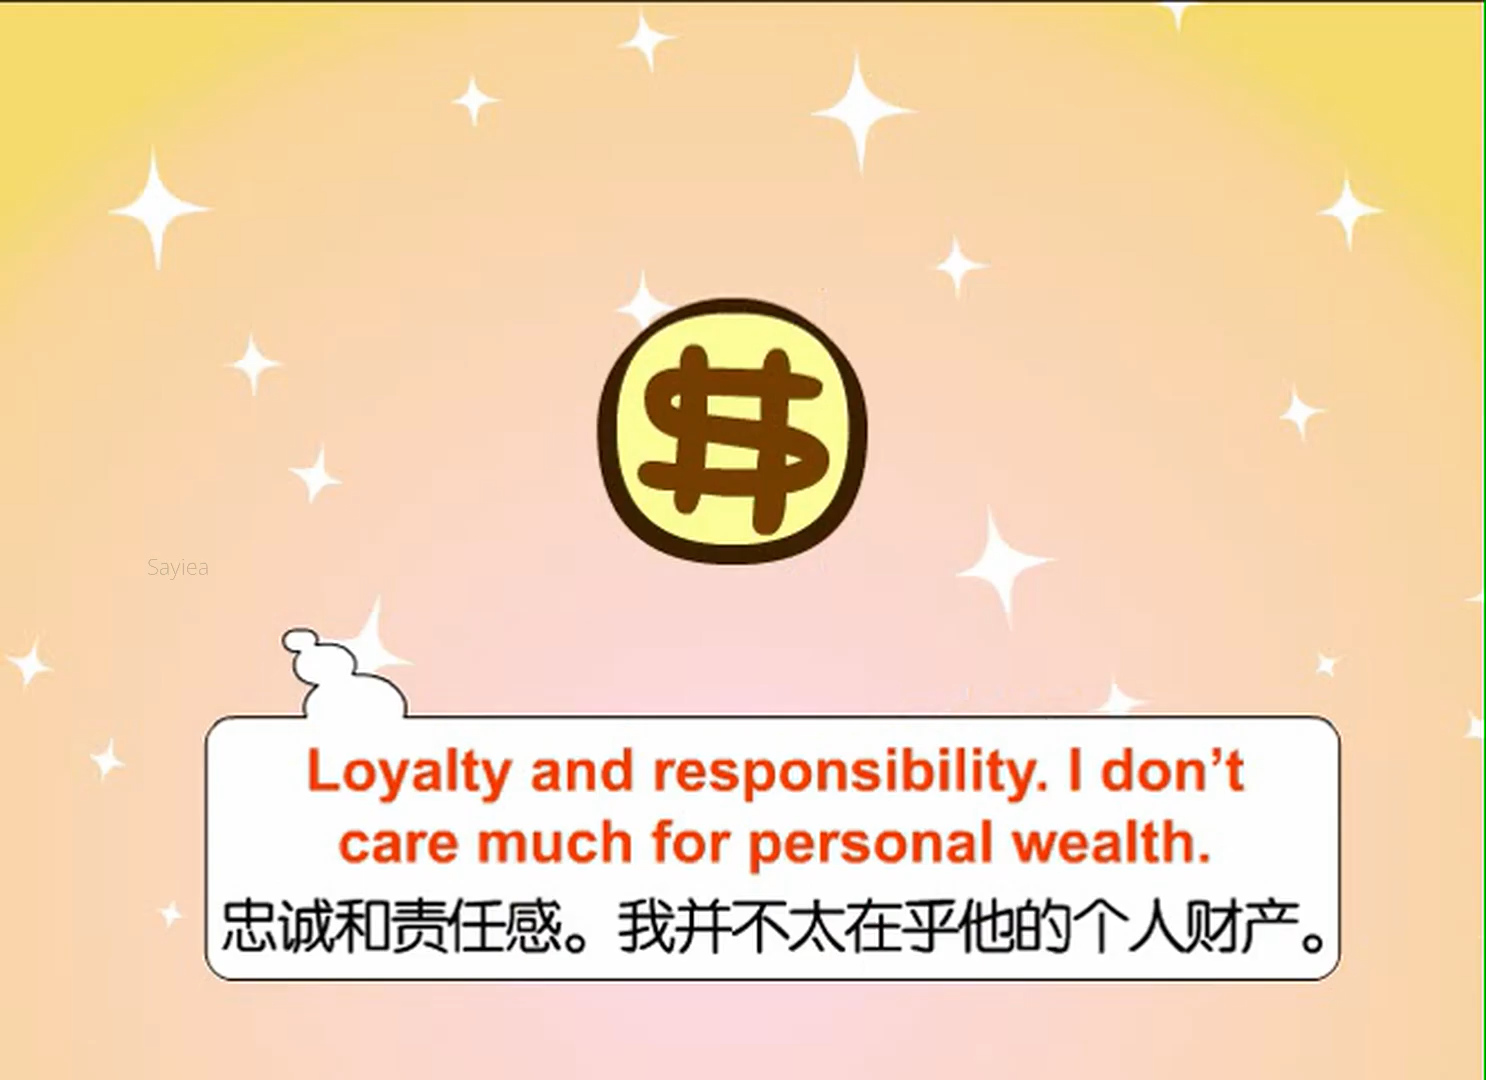 $
Sayiea
Loyalty and responsibility. I don’t
care much for personal wealth.
忠诚和责任感。我并不太在乎他的个人财产。